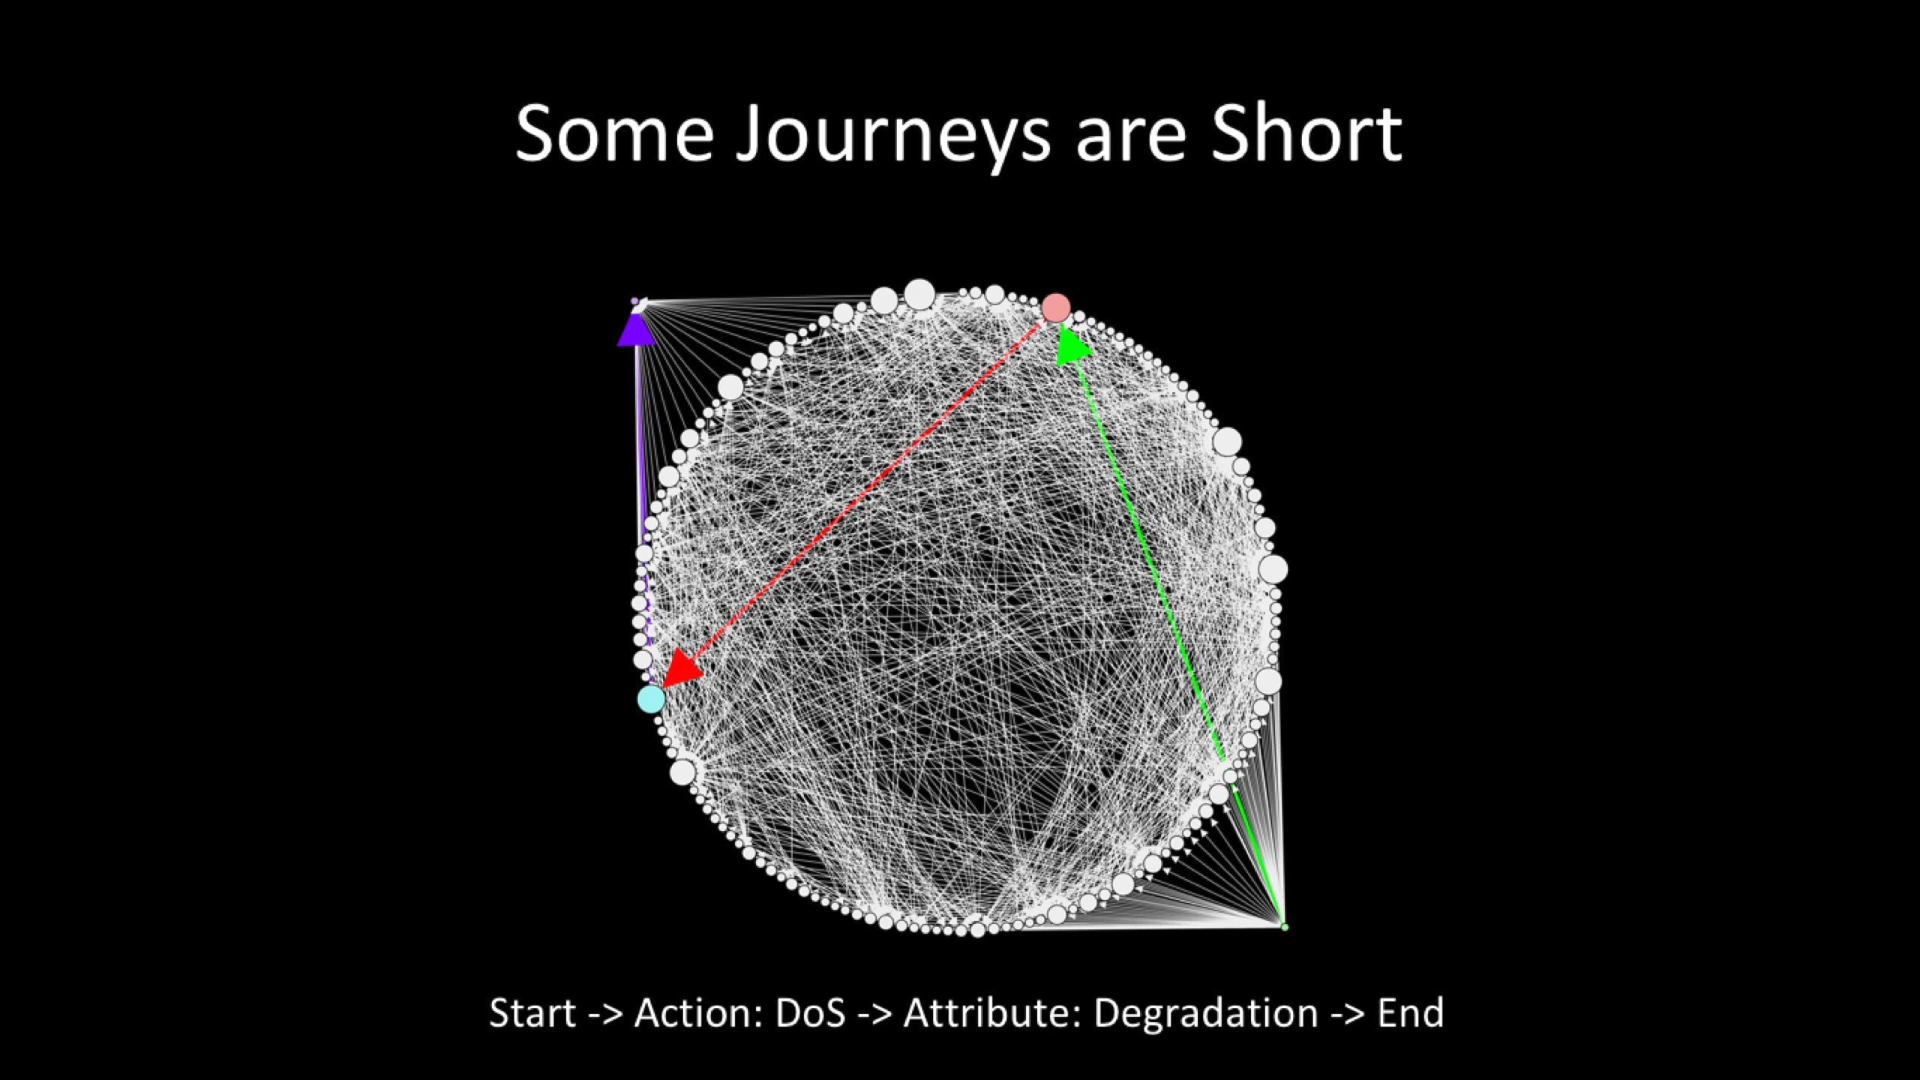 Some Journeys are Short
Start -> Action: DoS -> Attribute: Degradation -> End